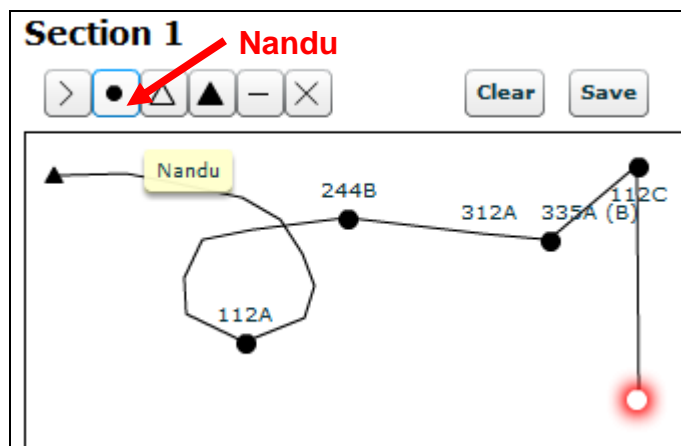 Section 1
Nandu
Clear Save
Nandu
244B
112C
312A 335A (B)
112A